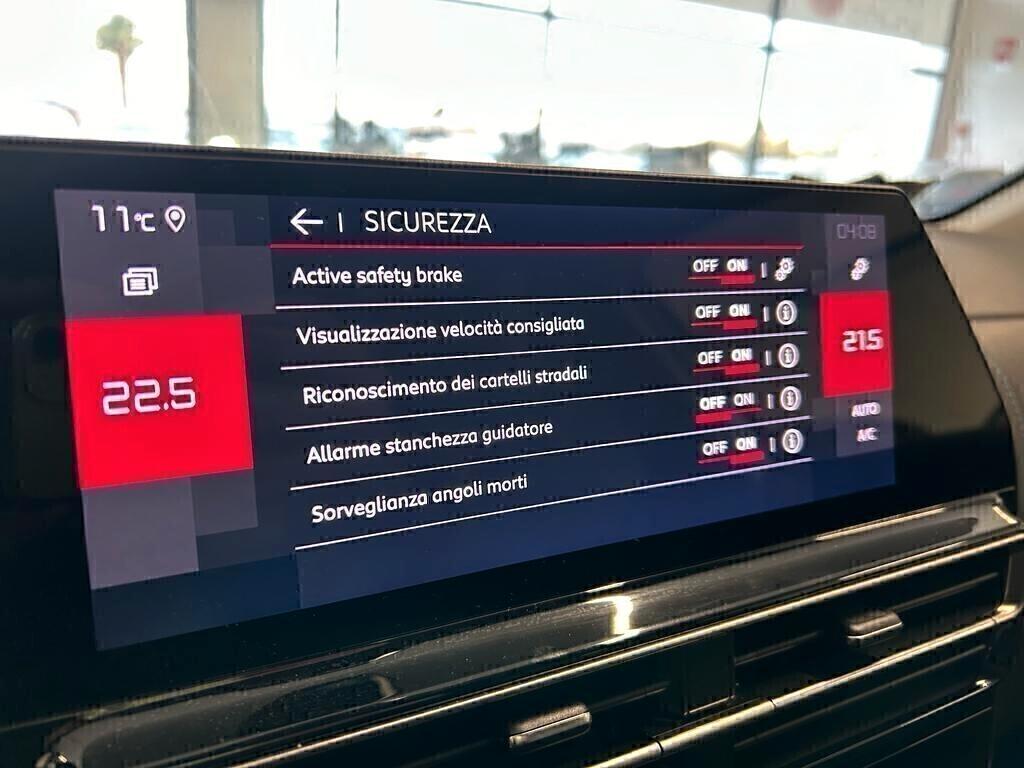 11°C
SICUREZZA
04:08
Active safety brake OFF ON
22.5
Visualizzazione velocità consigliata OFF ON
21.5
Riconoscimento dei cartelli stradali OFF ON
Allarme stanchezza guidatore OFF ON
AUTO
A/C
Sorveglianza angoli morti OFF ON